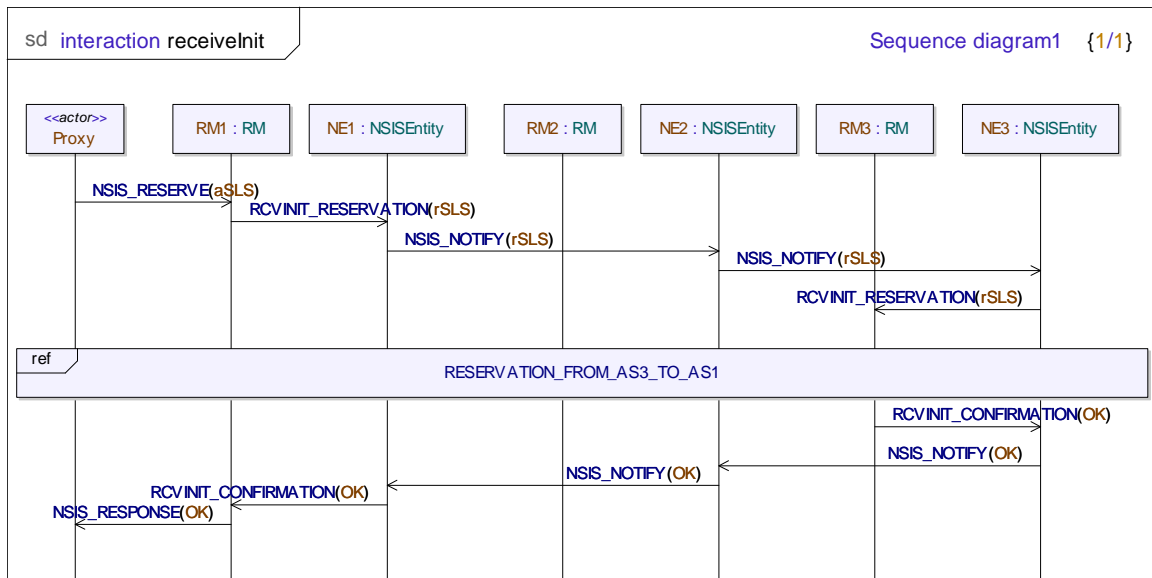 sd interaction receiveInit
Sequence diagram1 {1/1}
<<actor>>
Proxy
RM1 : RM
NE1 : NSISEntity
RM2 : RM
NE2 : NSISEntity
RM3 : RM
NE3 : NSISEntity
NSIS_RESERVE(aSLS)
RCVINIT_RESERVATION(rSLS)
NSIS_NOTIFY(rSLS)
NSIS_NOTIFY(rSLS)
RCVINIT_RESERVATION(rSLS)
ref
RESERVATION_FROM_AS3_TO_AS1
RCVINIT_CONFIRMATION(OK)
NSIS_NOTIFY(OK)
NSIS_NOTIFY(OK)
RCVINIT_CONFIRMATION(OK)
NSIS_RESPONSE(OK)